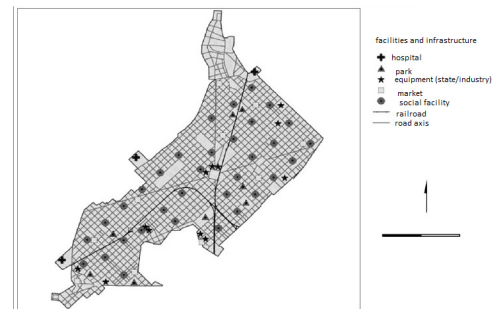 facilities and infrastructure
hospital
park
equipment (state/industry)
market
social facility
railroad
road axis